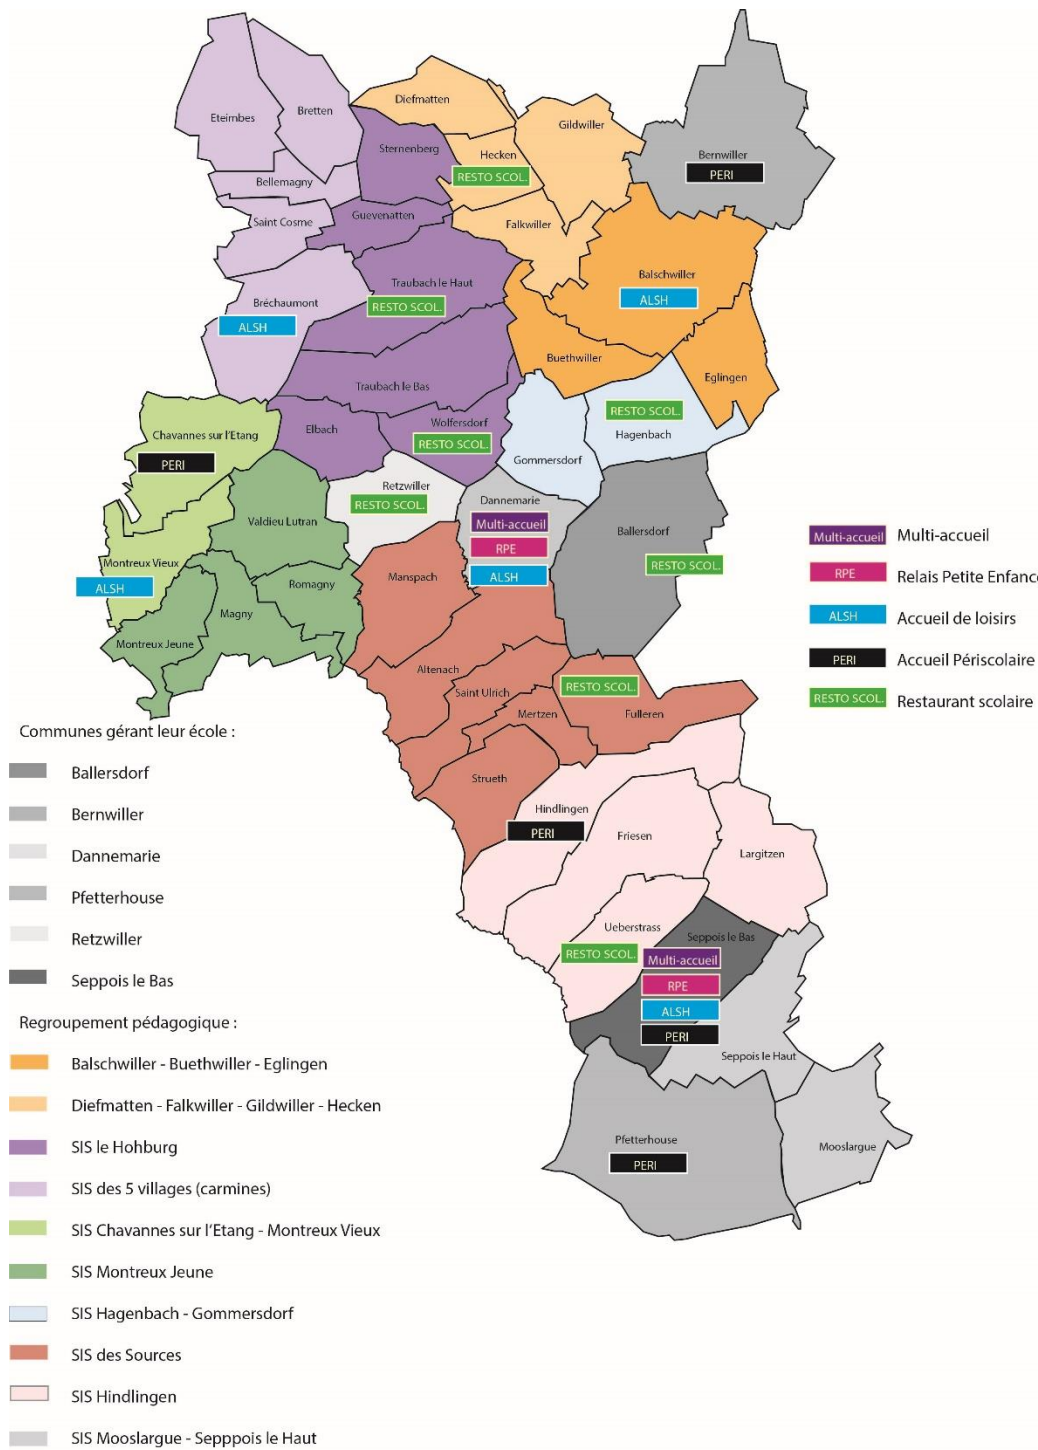 Eteimbes
Bretten
Diefmatten
Gildwiller
Sternenberg
Hecken
RESTO SCOL.
Bernwiller
PERI
Bellemagny
Saint Cosme
Guevenatten
Falkwiller
Traubach le Haut
RESTO SCOL.
Balschwiller
ALSH
Bréchaumont
ALSH
Buethwiller
Eglingen
Traubach le Bas
RESTO SCOL.
Hagenbach
Chavannes sur l'Etang
PERI
Elbach
Wolfersdorf
RESTO SCOL.
Gommersdorf
Retzwiller
RESTO SCOL.
Dannemarie
Multi-accueil
RPE
ALSH
Valdieu Lutran
Ballersdorf
RESTO SCOL.
Montreux Vieux
ALSH
Manspach
Romagny
Magny
Montreux Jeune
Altenach
Saint Ulrich
RESTO SCOL.
Fulleren
Mertzen
Strueth
Hindlingen
PERI
Friesen
Largitzen
Ueberstrass
RESTO SCOL.
Seppois le Bas
Multi-accueil
RPE
ALSH
PERI
Seppois le Haut
Pfetterhouse
PERI
Mooslargue
Multi-accueil Multi-accueil
RPE Relais Petite Enfanc
ALSH Accueil de loisirs
PERI Accueil Périscolaire
RESTO SCOL. Restaurant scolaire
Communes gérant leur école :
Ballersdorf
Bernwiller
Dannemarie
Pfetterhouse
Retzwiller
Seppois le Bas
Regroupement pédagogique :
Balschwiller - Buethwiller - Eglingen
Diefmatten - Falkwiller - Gildwiller - Hecken
SIS le Hohburg
SIS des 5 villages (carmines)
SIS Chavannes sur l'Etang - Montreux Vieux
SIS Montreux Jeune
SIS Hagenbach - Gommersdorf
SIS des Sources
SIS Hindlingen
SIS Mooslargue - Sepppois le Haut